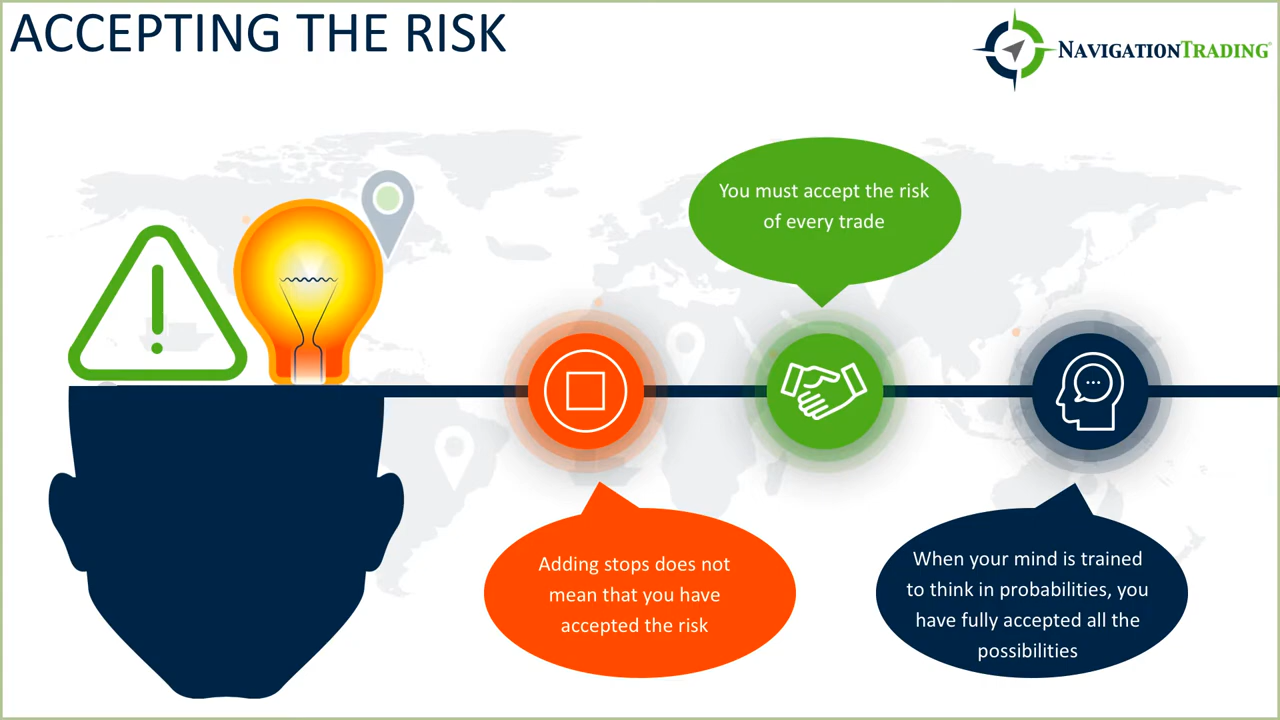 ACCEPTING THE RISK
NAVIGATIONTRADING®
You must accept the risk
of every trade
Adding stops does not
mean that you have
accepted the risk
When your mind is trained
to think in probabilities, you
have fully accepted all the
possibilities